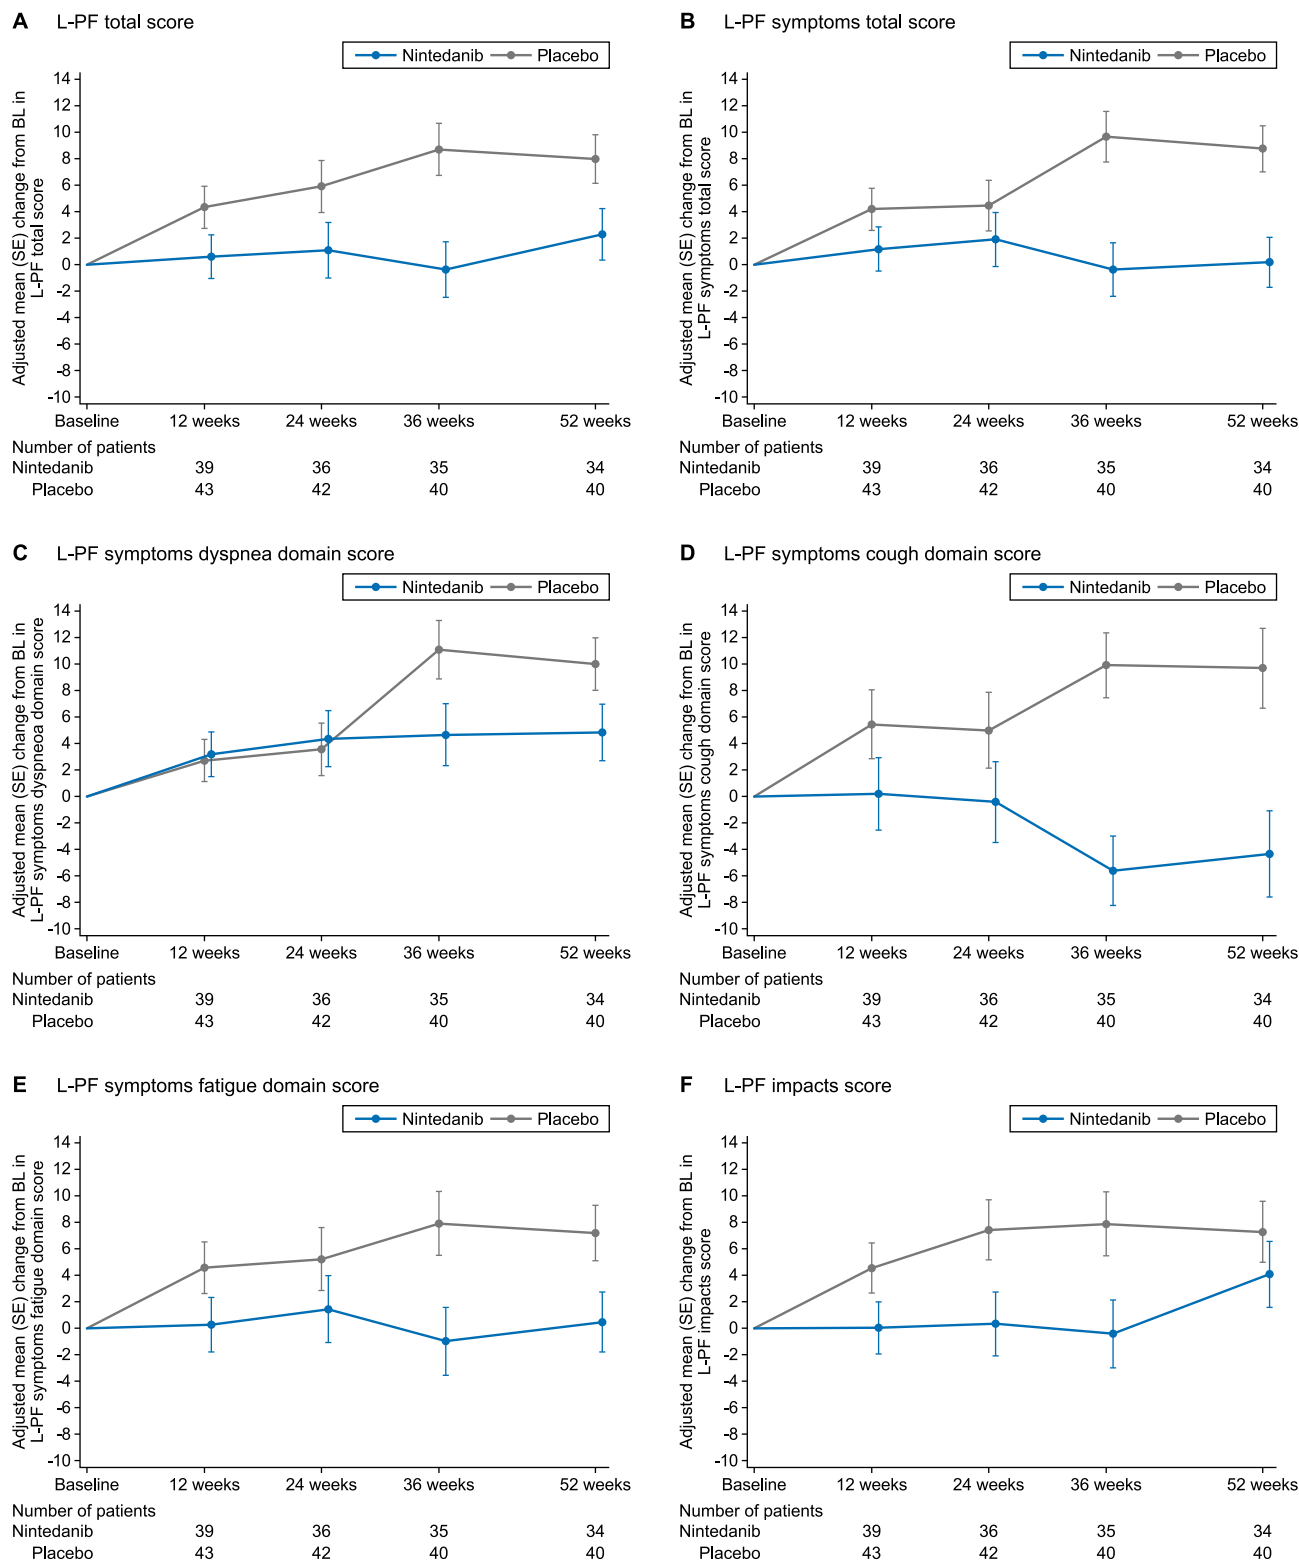 A L-PF total score
Nintedanib Placebo
Adjusted mean (SE) change from BL in
L-PF total score
14
12
10
8
6
4
2
0
-2
-4
-6
-8
-10
Baseline 12 weeks 24 weeks 36 weeks 52 weeks
Number of patients
Nintedanib 39 36 35 34
Placebo 43 42 40 40
B L-PF symptoms total score
Nintedanib Placebo
Adjusted mean (SE) change from BL in
L-PF symptoms total score
14
12
10
8
6
4
2
0
-2
-4
-6
-8
-10
Baseline 12 weeks 24 weeks 36 weeks 52 weeks
Number of patients
Nintedanib 39 36 35 34
Placebo 43 42 40 40
C L-PF symptoms dyspnea domain score
Nintedanib Placebo
Adjusted mean (SE) change from BL in
L-PF symptoms dyspneoa domain score
14
12
10
8
6
4
2
0
-2
-4
-6
-8
-10
Baseline 12 weeks 24 weeks 36 weeks 52 weeks
Number of patients
Nintedanib 39 36 35 34
Placebo 43 42 40 40
D L-PF symptoms cough domain score
Nintedanib Placebo
Adjusted mean (SE) change from BL in
L-PF symptoms cough domain score
14
12
10
8
6
4
2
0
-2
-4
-6
-8
-10
Baseline 12 weeks 24 weeks 36 weeks 52 weeks
Number of patients
Nintedanib 39 36 35 34
Placebo 43 42 40 40
E L-PF symptoms fatigue domain score
Nintedanib Placebo
Adjusted mean (SE) change from BL in
L-PF symptoms fatigue domain score
14
12
10
8
6
4
2
0
-2
-4
-6
-8
-10
Baseline 12 weeks 24 weeks 36 weeks 52 weeks
Number of patients
Nintedanib 39 36 35 34
Placebo 43 42 40 40
F L-PF impacts score
Nintedanib Placebo
Adjusted mean (SE) change from BL in
L-PF impacts score
14
12
10
8
6
4
2
0
-2
-4
-6
-8
-10
Baseline 12 weeks 24 weeks 36 weeks 52 weeks
Number of patients
Nintedanib 39 36 35 34
Placebo 43 42 40 40